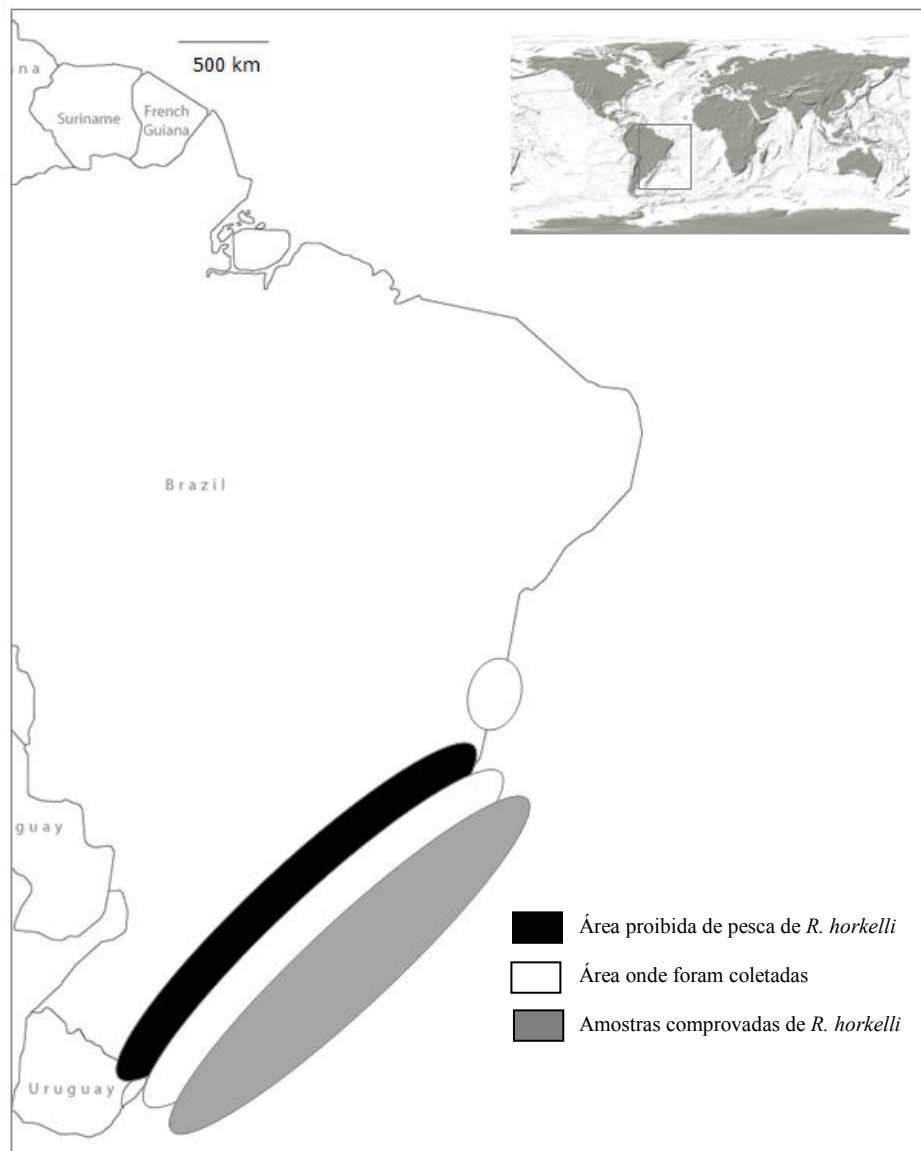 500 km
ana
Suriname
French
Guiana
Brazil
guay
Área proibida de pesca de R. horkelli
Área onde foram coletadas
Amostras comprovadas de R. horkelli
Uruguay